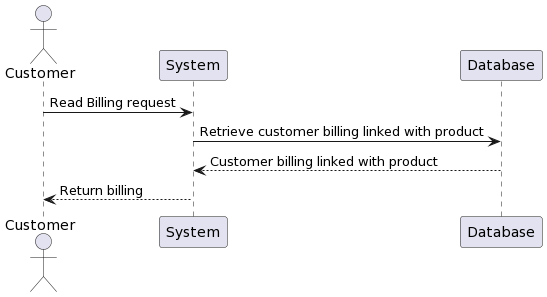 Customer
System
Database
Read Billing request
Retrieve customer billing linked with product
Customer billing linked with product
Return billing
Customer
System
Database